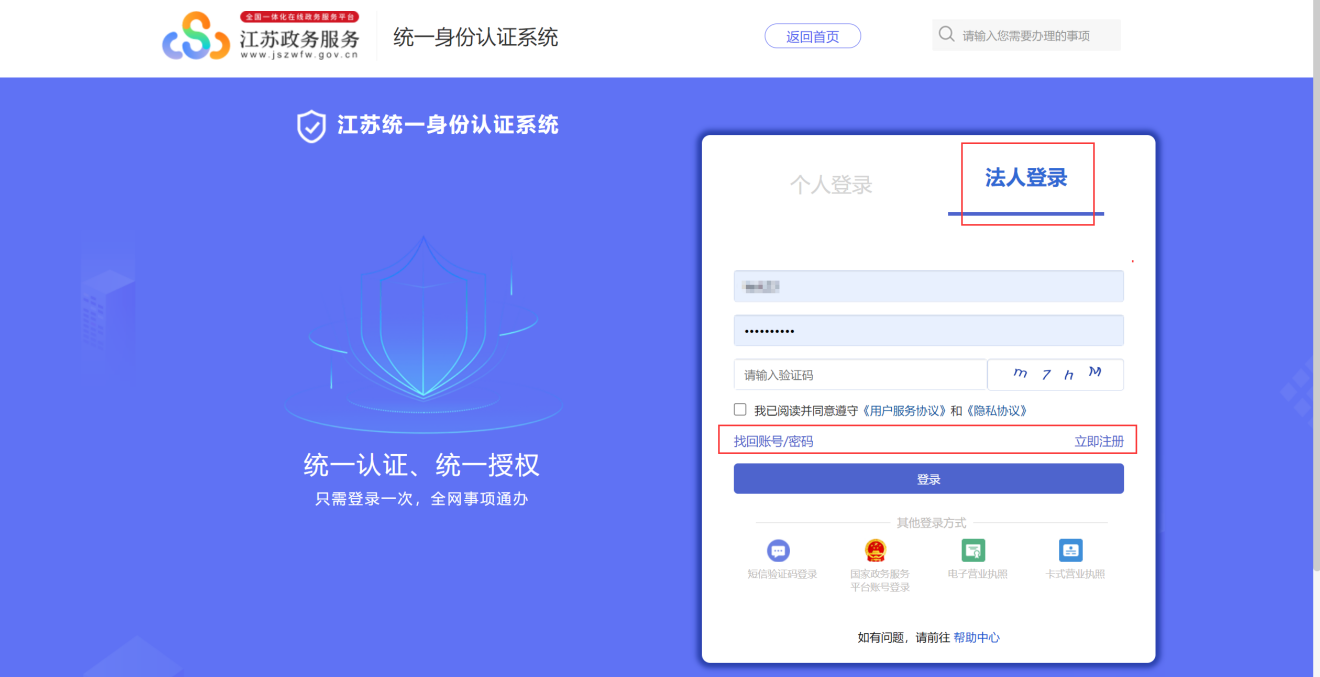 全国一体化在线政务服务平台
江苏政务服务
www.jszwfw.gov.cn
统一身份认证系统
返回首页
请输入您需要办理的事项
江苏统一身份认证系统
个人登录
法人登录
••••••••••
请输入验证码
m 7 h M
我已阅读并同意遵守《用户服务协议》和《隐私协议》
找回账号/密码
立即注册
登录
统一认证、统一授权
只需登录一次，全网事项通办
其他登录方式
短信验证码登录
国家政务服务
平台账号登录
电子营业执照
卡式营业执照
如有问题，请前往 帮助中心